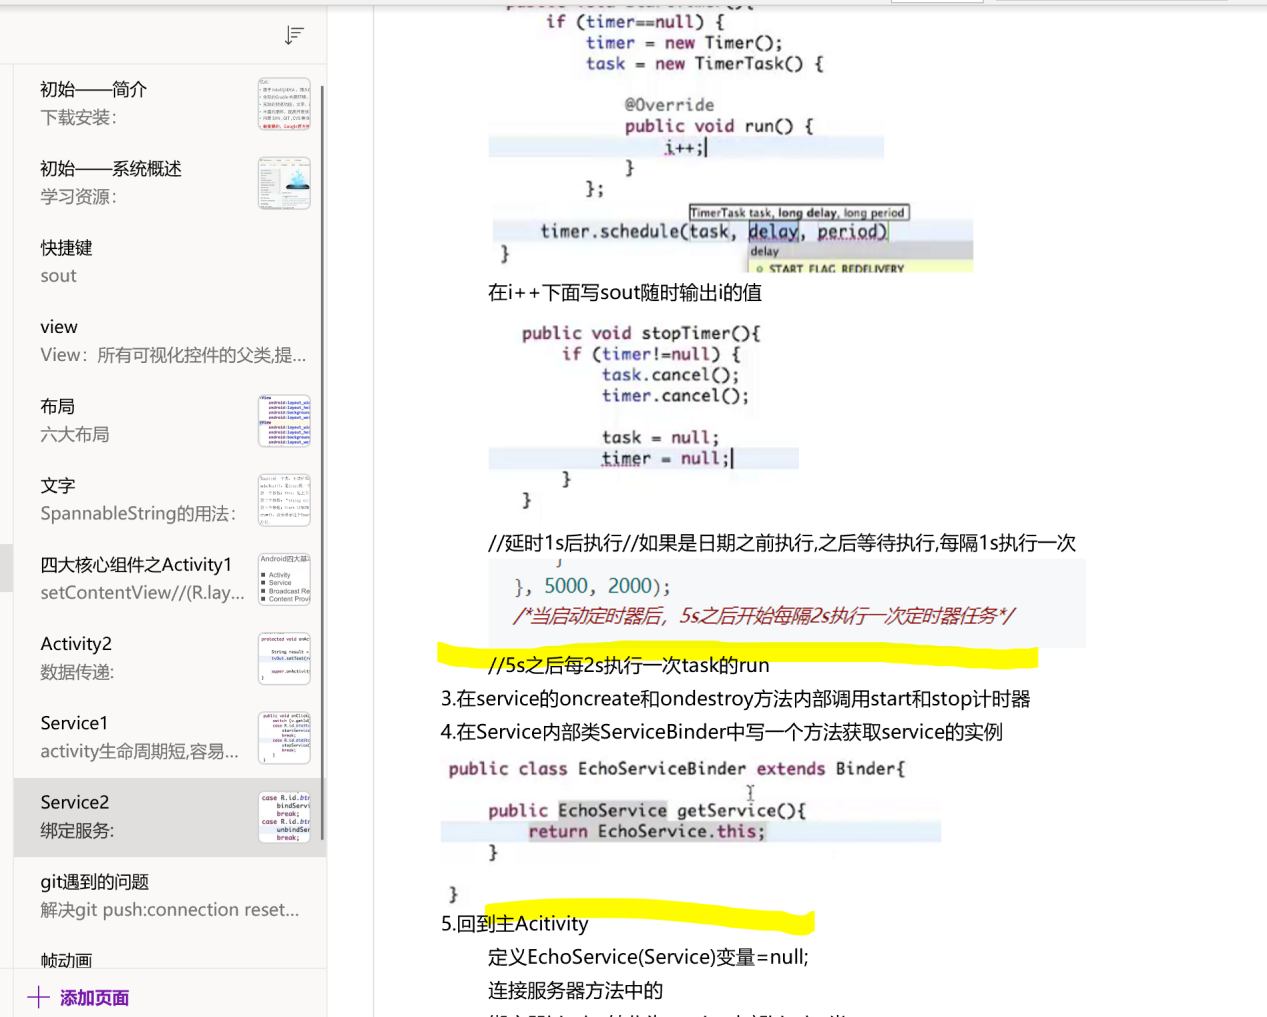 初始——简介
下载安装：
初始——系统概述
学习资源：
快捷键
sout
view
View：所有可视化控件的父类,提...
布局
六大布局
文字
SpannableString的用法：
四大核心组件之Activity1
setContentView//(R.lay...
Activity2
数据传递:
Service1
activity生命周期短,容易...
Service2
绑定服务:
git遇到的问题
解决git push:connection reset...
帧动画
添加页面
if (timer==null) {
timer = new Timer();
task = new TimerTask() {
@Override
public void run() {
i++;
}
};
TimerTask task, long delay, long period
timer.schedule(task, delay, period)
delay
}
START_FLAG_REDELIVERY
在i++下面写sout随时输出i的值
public void stopTimer(){
if (timer!=null) {
task.cancel();
timer.cancel();
task = null;
timer = null;
}
}
//延时1s后执行//如果是日期之前执行,之后等待执行,每隔1s执行一次
}, 5000, 2000);
/*当启动定时器后，5s之后开始每隔2s执行一次定时器任务*/
//5s之后每2s执行一次task的run
3.在service的oncreate和ondestroy方法内部调用start和stop计时器
4.在Service内部类ServiceBinder中写一个方法获取service的实例
public class EchoServiceBinder extends Binder{
public EchoService getService(){
return EchoService.this;
}
}
5.回到主Acitivity
定义EchoService(Service)变量=null;
连接服务器方法中的